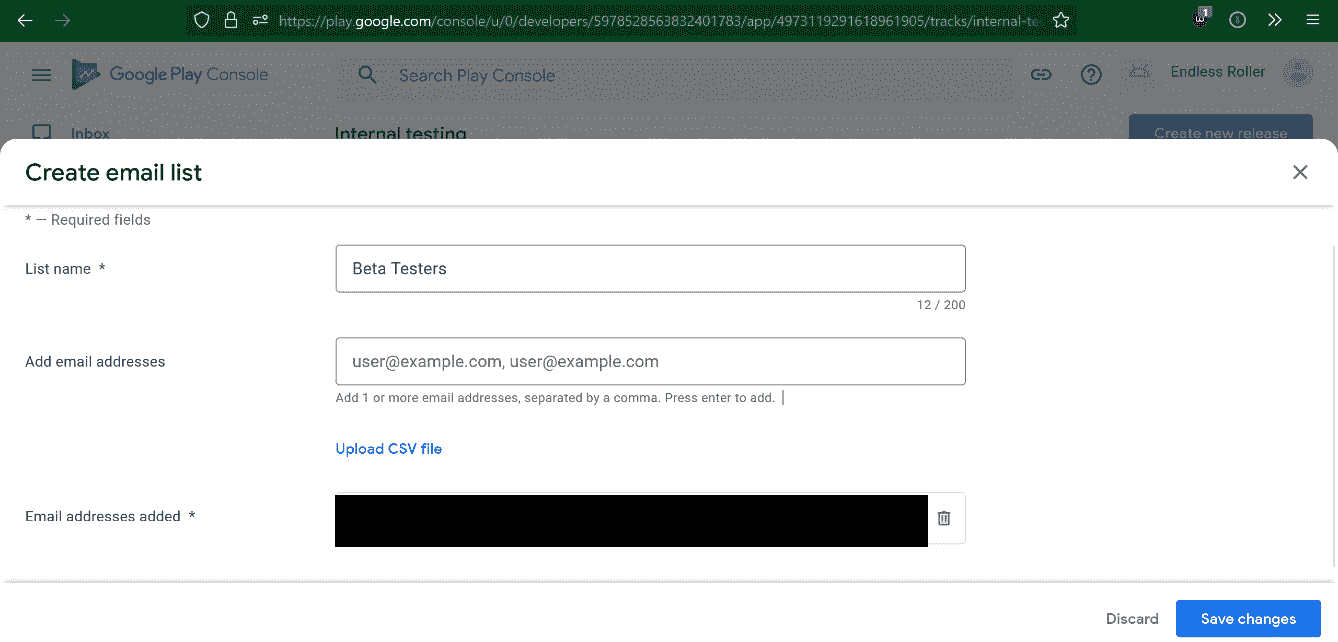 https://play.google.com/console/u/0/developers/5978528563832401783/app/4973119291618961905/tracks/internal-te
1
Google Play Console
Search Play Console
Endless Roller
Inbox
Internal testing
Create new release
Create email list
* — Required fields
List name *
Beta Testers
12 / 200
Add email addresses
user@example.com, user@example.com
Add 1 or more email addresses, separated by a comma. Press enter to add.
Upload CSV file
Email addresses added *
Discard
Save changes